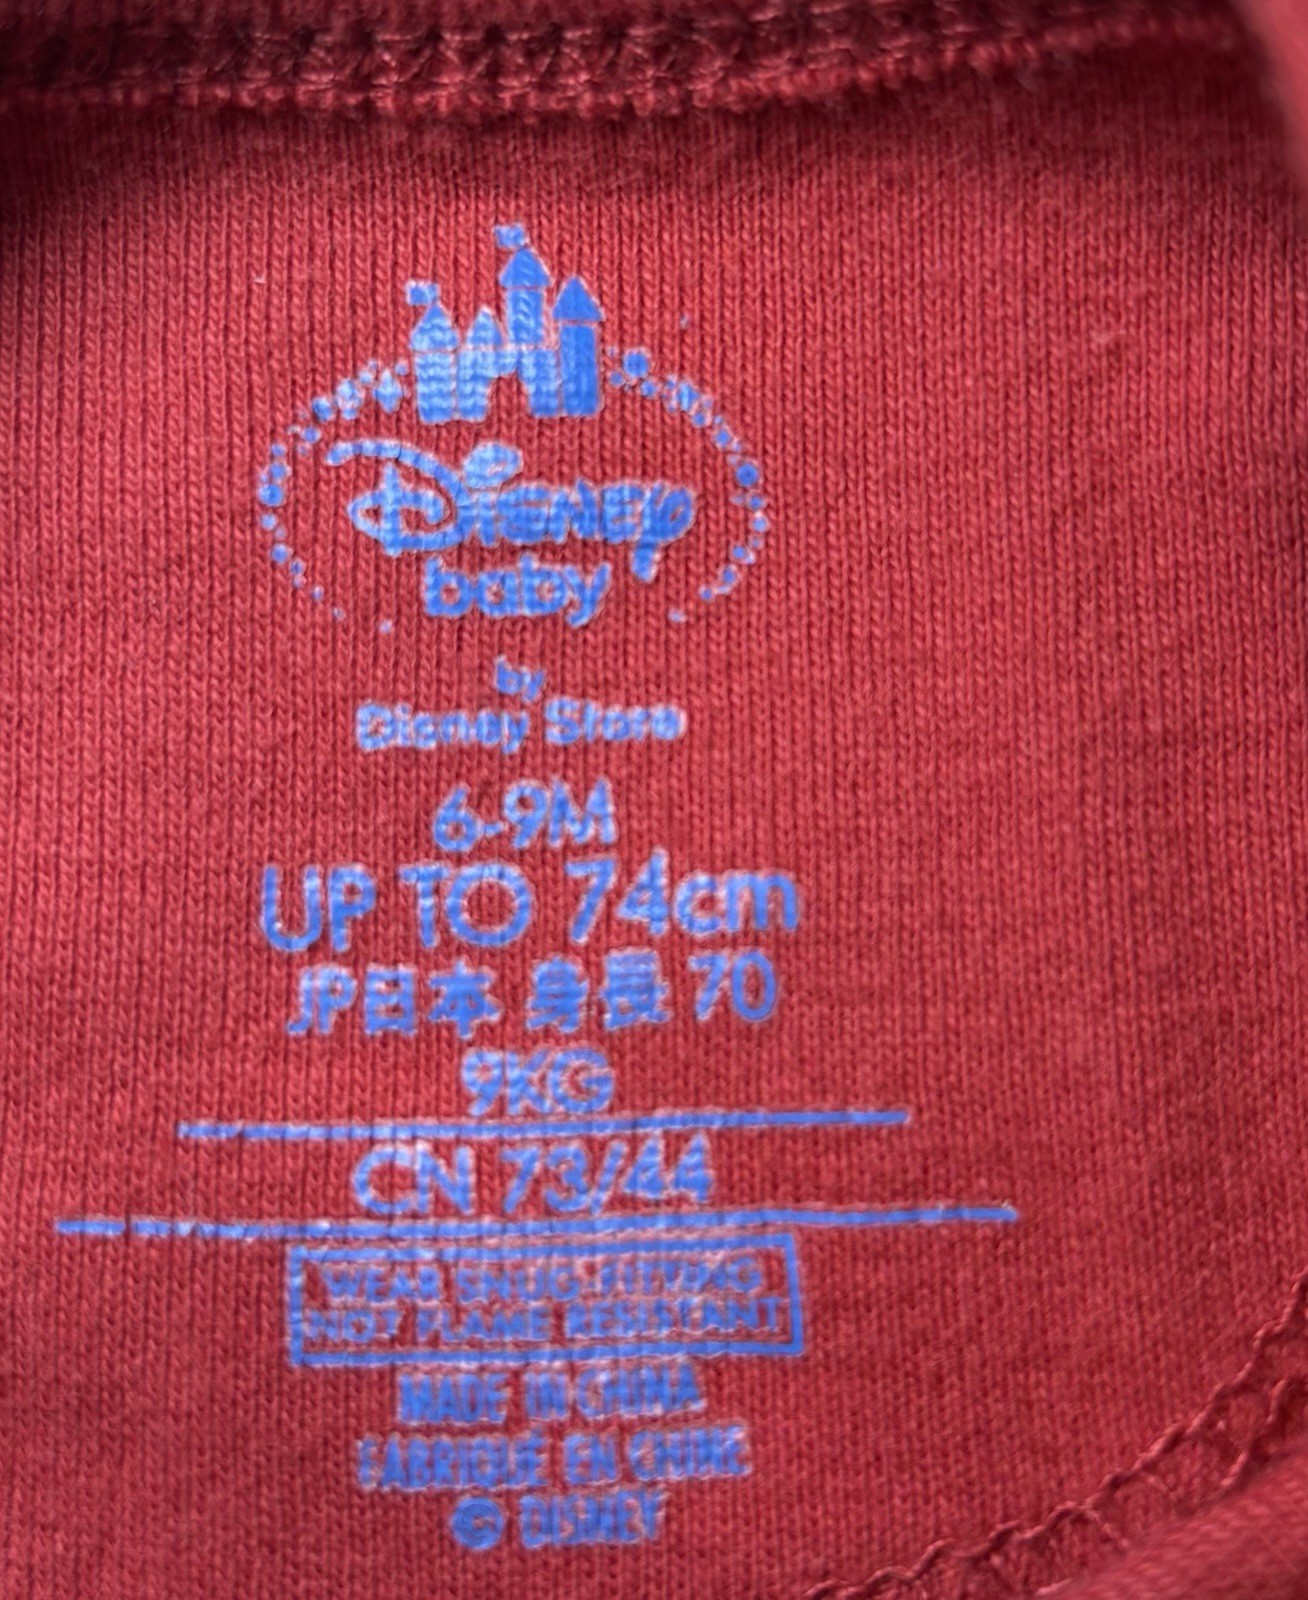 Disney
baby
by
Disney Store
6-9M
UP TO 74cm
JP日本 身長 70
9KG
CN 73/44
WEAR SNUG-FITTING
NOT FLAME RESISTANT
MADE IN CHINA
FABRIQUÉ EN CHINE
© DISNEY